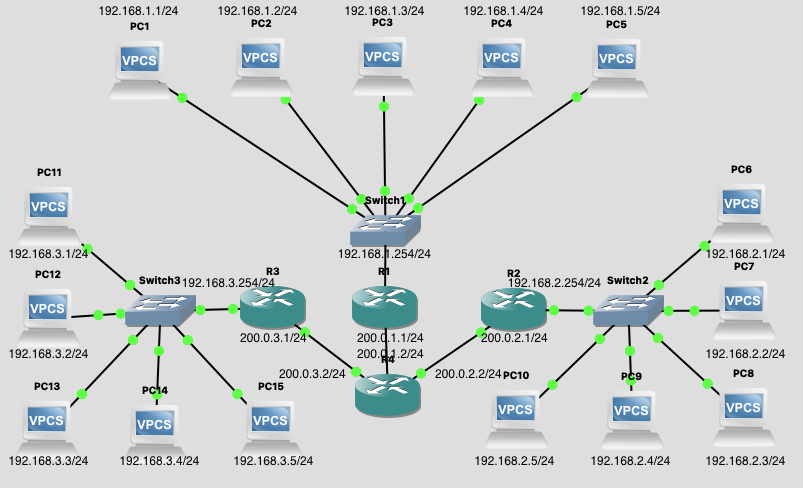 192.168.1.1/24
192.168.1.2/24
192.168.1.3/24
192.168.1.4/24
192.168.1.5/24
PC1
PC2
PC3
PC4
PC5
VPCS
VPCS
VPCS
VPCS
VPCS
PC11
PC6
VPCS
Switch1
VPCS
192.168.3.1/24
192.168.1.254/24
192.168.2.1/24
PC12
Switch3
192.168.3.254/24
R3
R1
R2
192.168.2.254/24
Switch2
PC7
VPCS
VPCS
192.168.3.2/24
200.0.3.1/24
200.0.1.1/24
200.0.1.2/24
200.0.2.1/24
192.168.2.2/24
R4
200.0.3.2/24
200.0.2.2/24
PC13
PC14
PC15
PC10
PC9
PC8
VPCS
VPCS
VPCS
VPCS
VPCS
VPCS
192.168.3.3/24
192.168.3.4/24
192.168.3.5/24
192.168.2.5/24
192.168.2.4/24
192.168.2.3/24